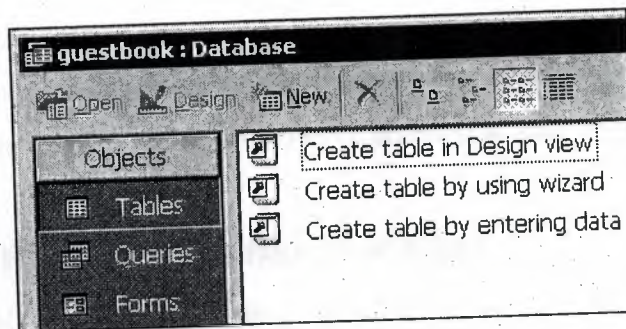 guestbook : Database
Open Design New
Objects
Tables
Queries
Forms
Create table in Design view
Create table by using wizard
Create table by entering data